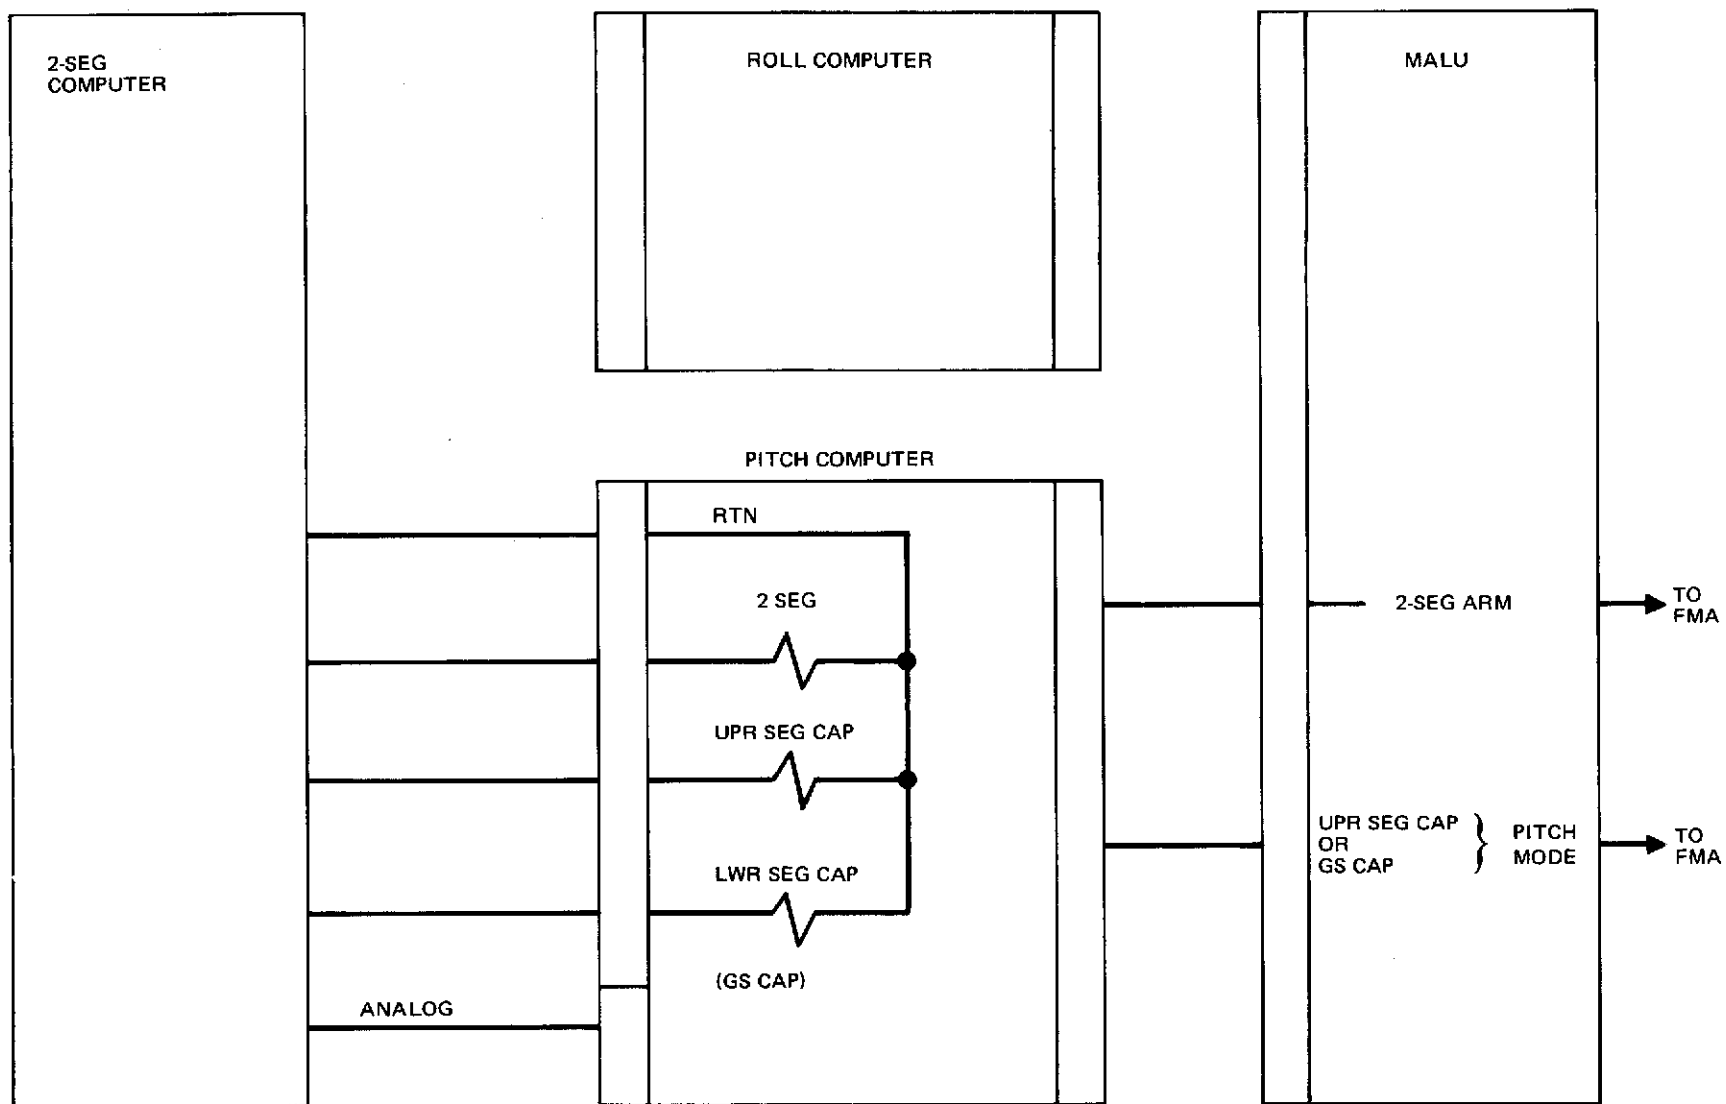 2-SEG
COMPUTER
ROLL COMPUTER
MALU
PITCH COMPUTER
RTN
2 SEG
UPR SEG CAP
LWR SEG CAP
(GS CAP)
ANALOG
2-SEG ARM
TO
FMA
UPR SEG CAP
OR
GS CAP
} PITCH
MODE
TO
FMA